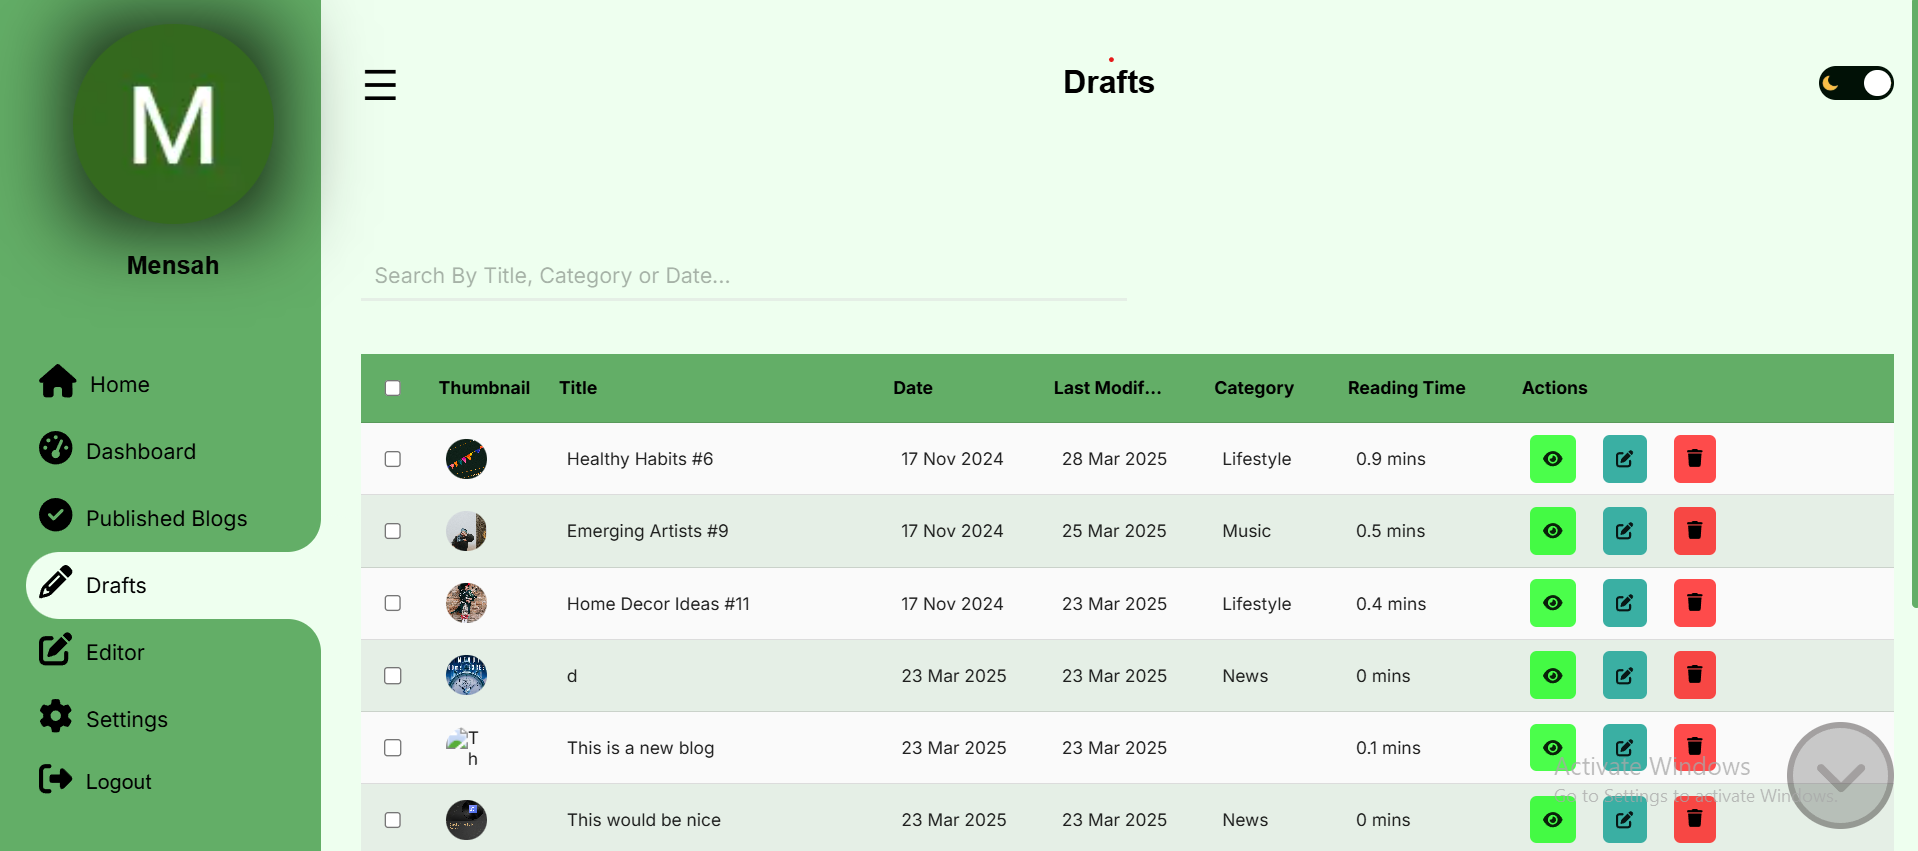 M
Mensah
Home
Dashboard
Published Blogs
Drafts
Editor
Settings
Logout
Drafts
Search By Title, Category or Date...
Thumbnail Title Date Last Modif... Category Reading Time Actions
Healthy Habits #6 17 Nov 2024 28 Mar 2025 Lifestyle 0.9 mins
Emerging Artists #9 17 Nov 2024 25 Mar 2025 Music 0.5 mins
Home Decor Ideas #11 17 Nov 2024 23 Mar 2025 Lifestyle 0.4 mins
d 23 Mar 2025 23 Mar 2025 News 0 mins
T
h
This is a new blog 23 Mar 2025 23 Mar 2025 0.1 mins
This would be nice 23 Mar 2025 23 Mar 2025 News 0 mins
Activate Windows
Go to Settings to activate Windows.